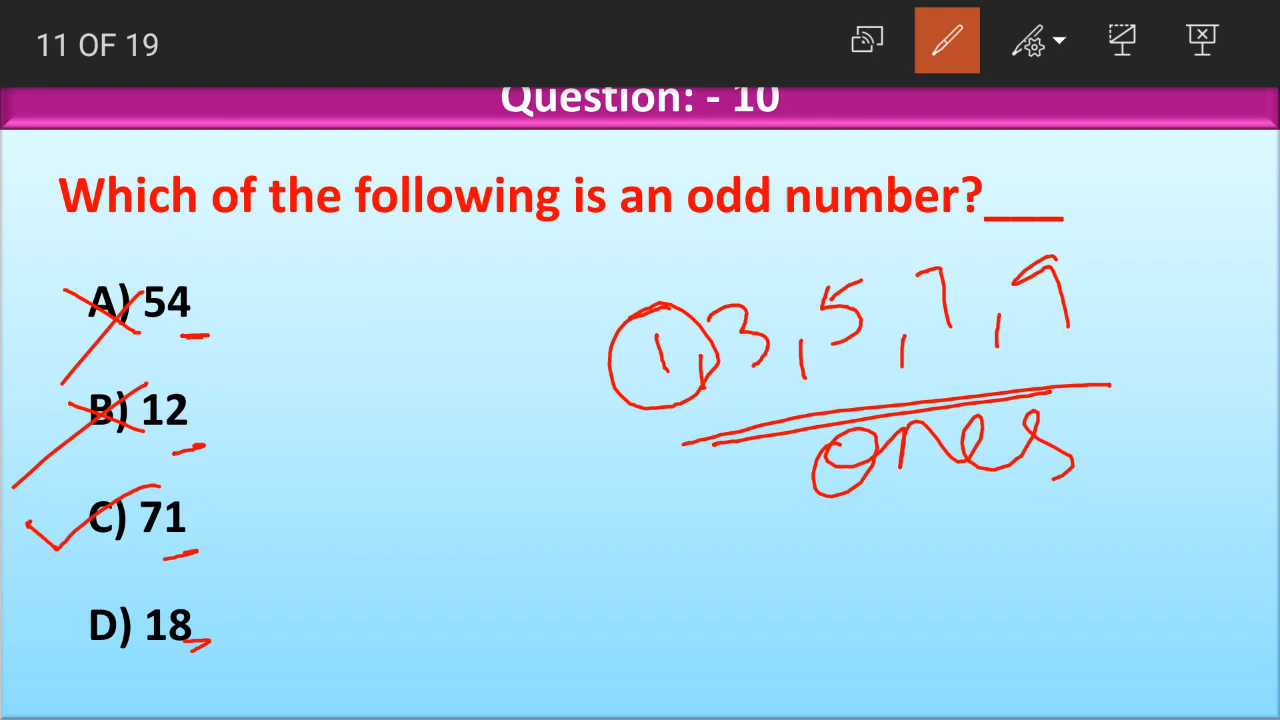 11 OF 19
Question: - 10
Which of the following is an odd number?___
A) 54
1, 3, 5, 7, 9
B) 12
ones
C) 71
D) 18